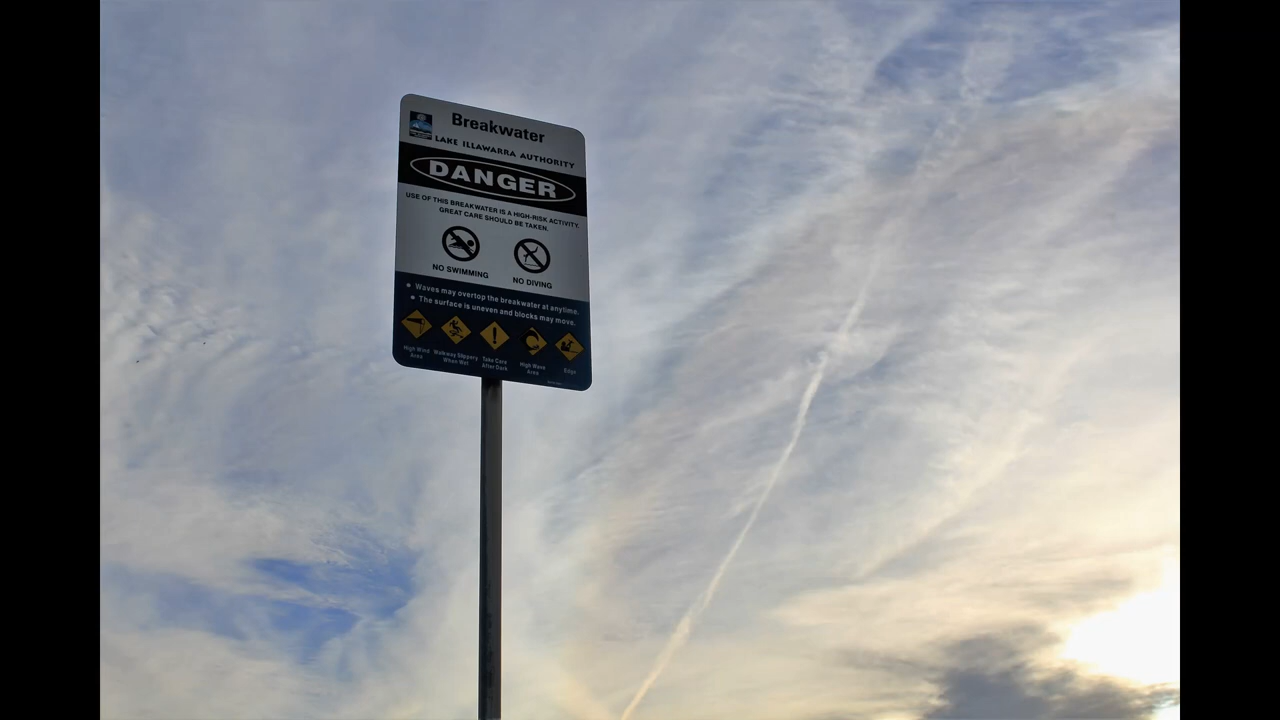 Breakwater
LAKE ILLAWARRA AUTHORITY
DANGER
USE OF THIS BREAKWATER IS A HIGH-RISK ACTIVITY.
GREAT CARE SHOULD BE TAKEN.
NO SWIMMING
NO DIVING
• Waves may overtop the breakwater at anytime.
• The surface is uneven and blocks may move.
High Wind
Area
Walkway Slippery
When Wet
Take Care
After Dark
High Wave
Area
Edge